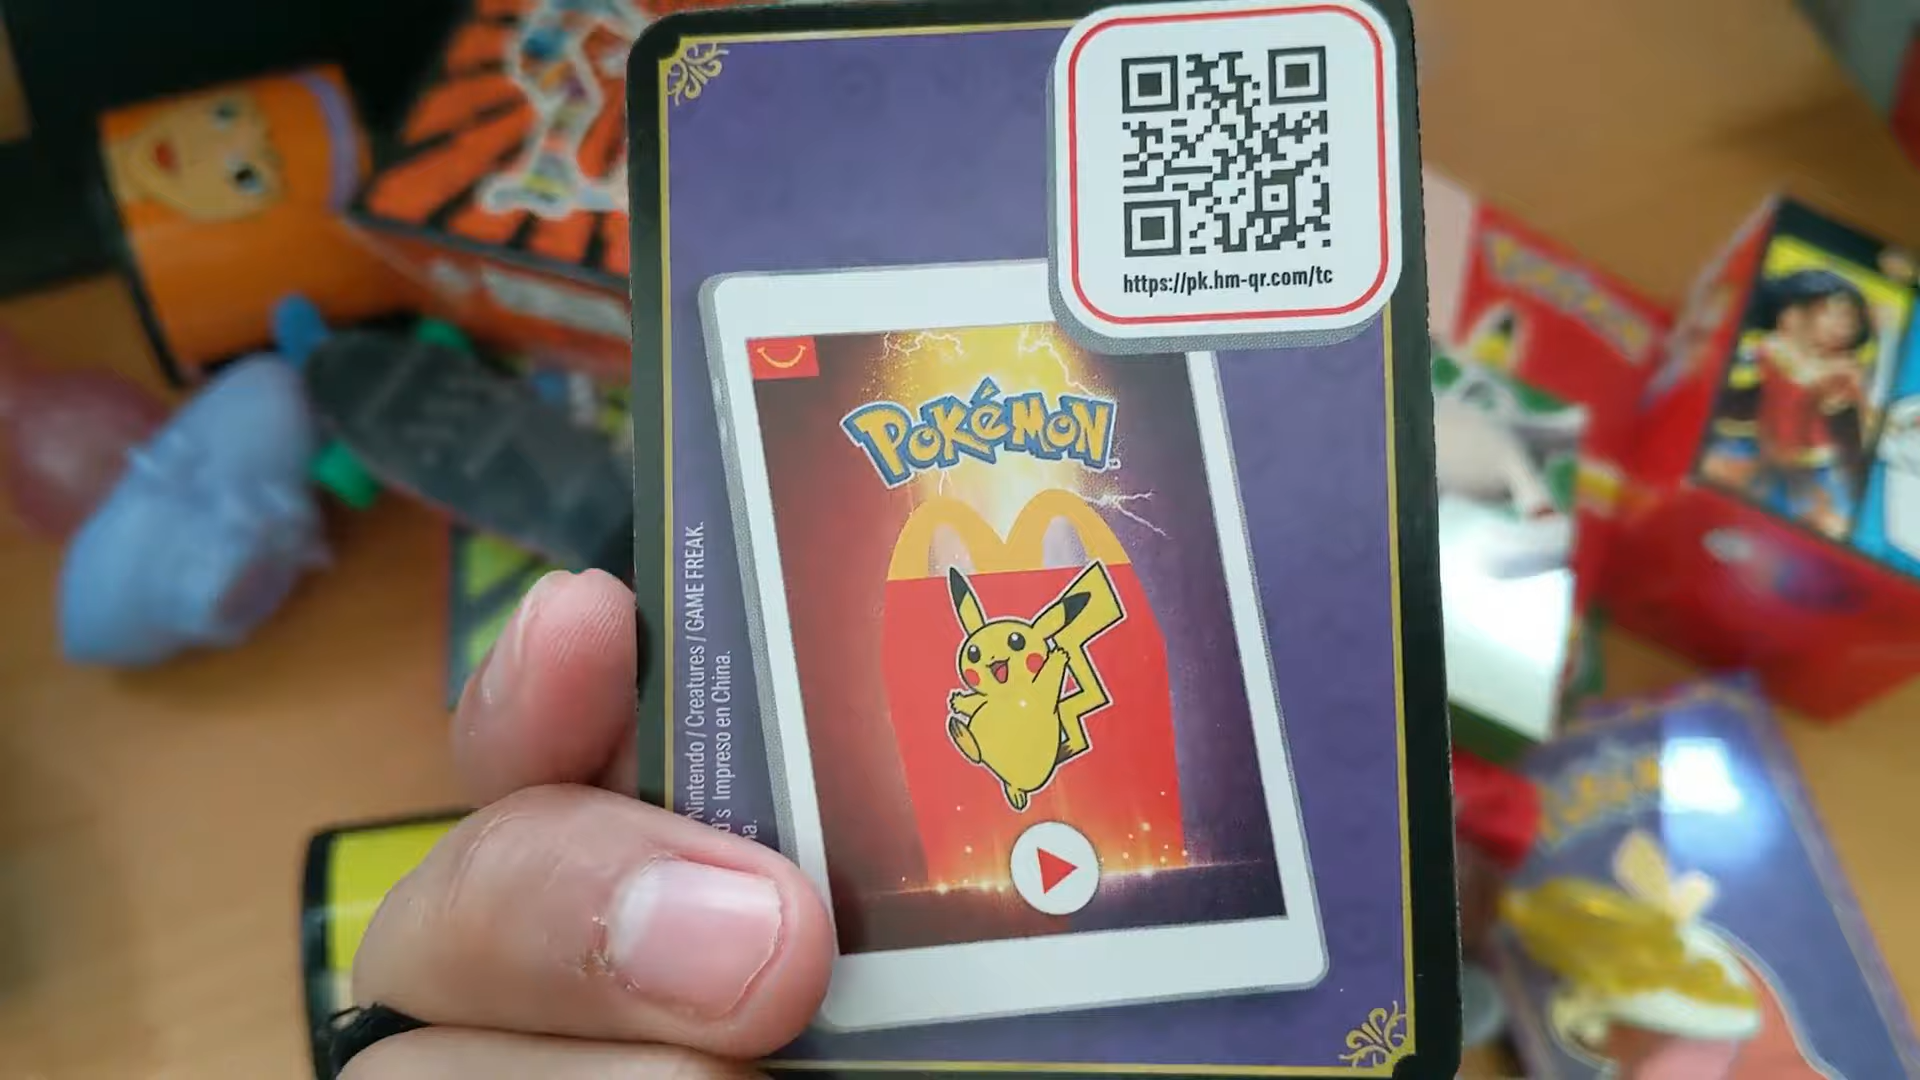 https://pk.hm-qr.com/tc
POKéMON
Nintendo / Creatures / GAME FREAK.
Impreso en China.